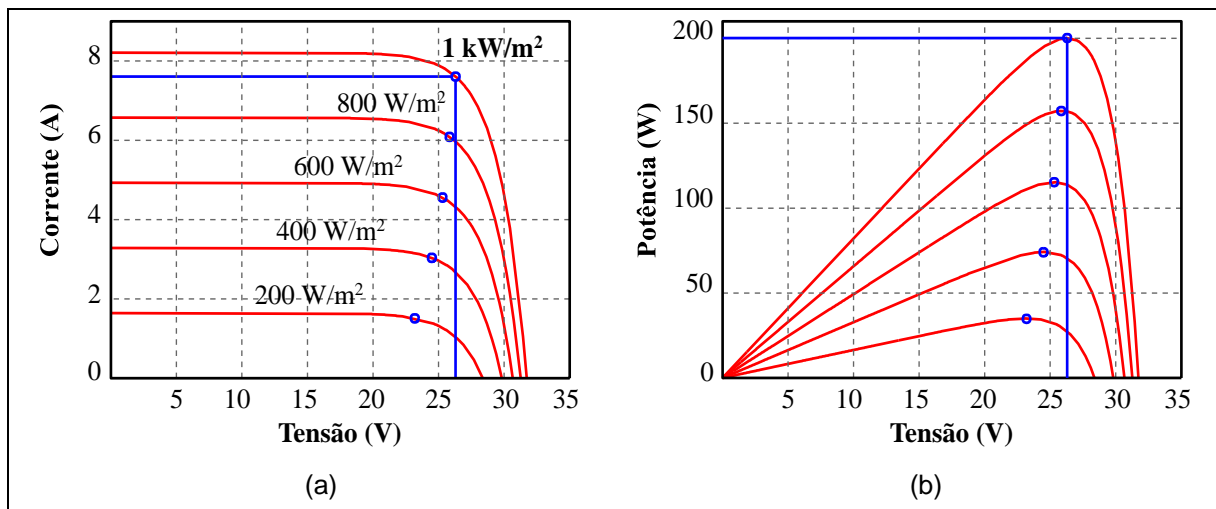 8
6
4
2
0
Corrente (A)
1 kW/m²
800 W/m²
600 W/m²
400 W/m²
200 W/m²
5 10 15 20 25 30 35
Tensão (V)
(a)
200
150
100
50
0
Potência (W)
5 10 15 20 25 30 35
Tensão (V)
(b)